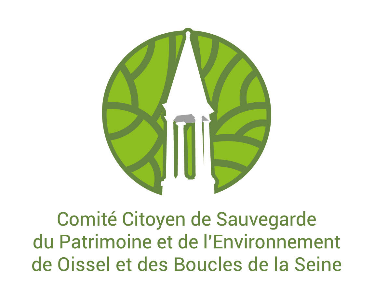 Comité Citoyen de Sauvegarde
du Patrimoine et de l'Environnement
de Oissel et des Boucles de la Seine